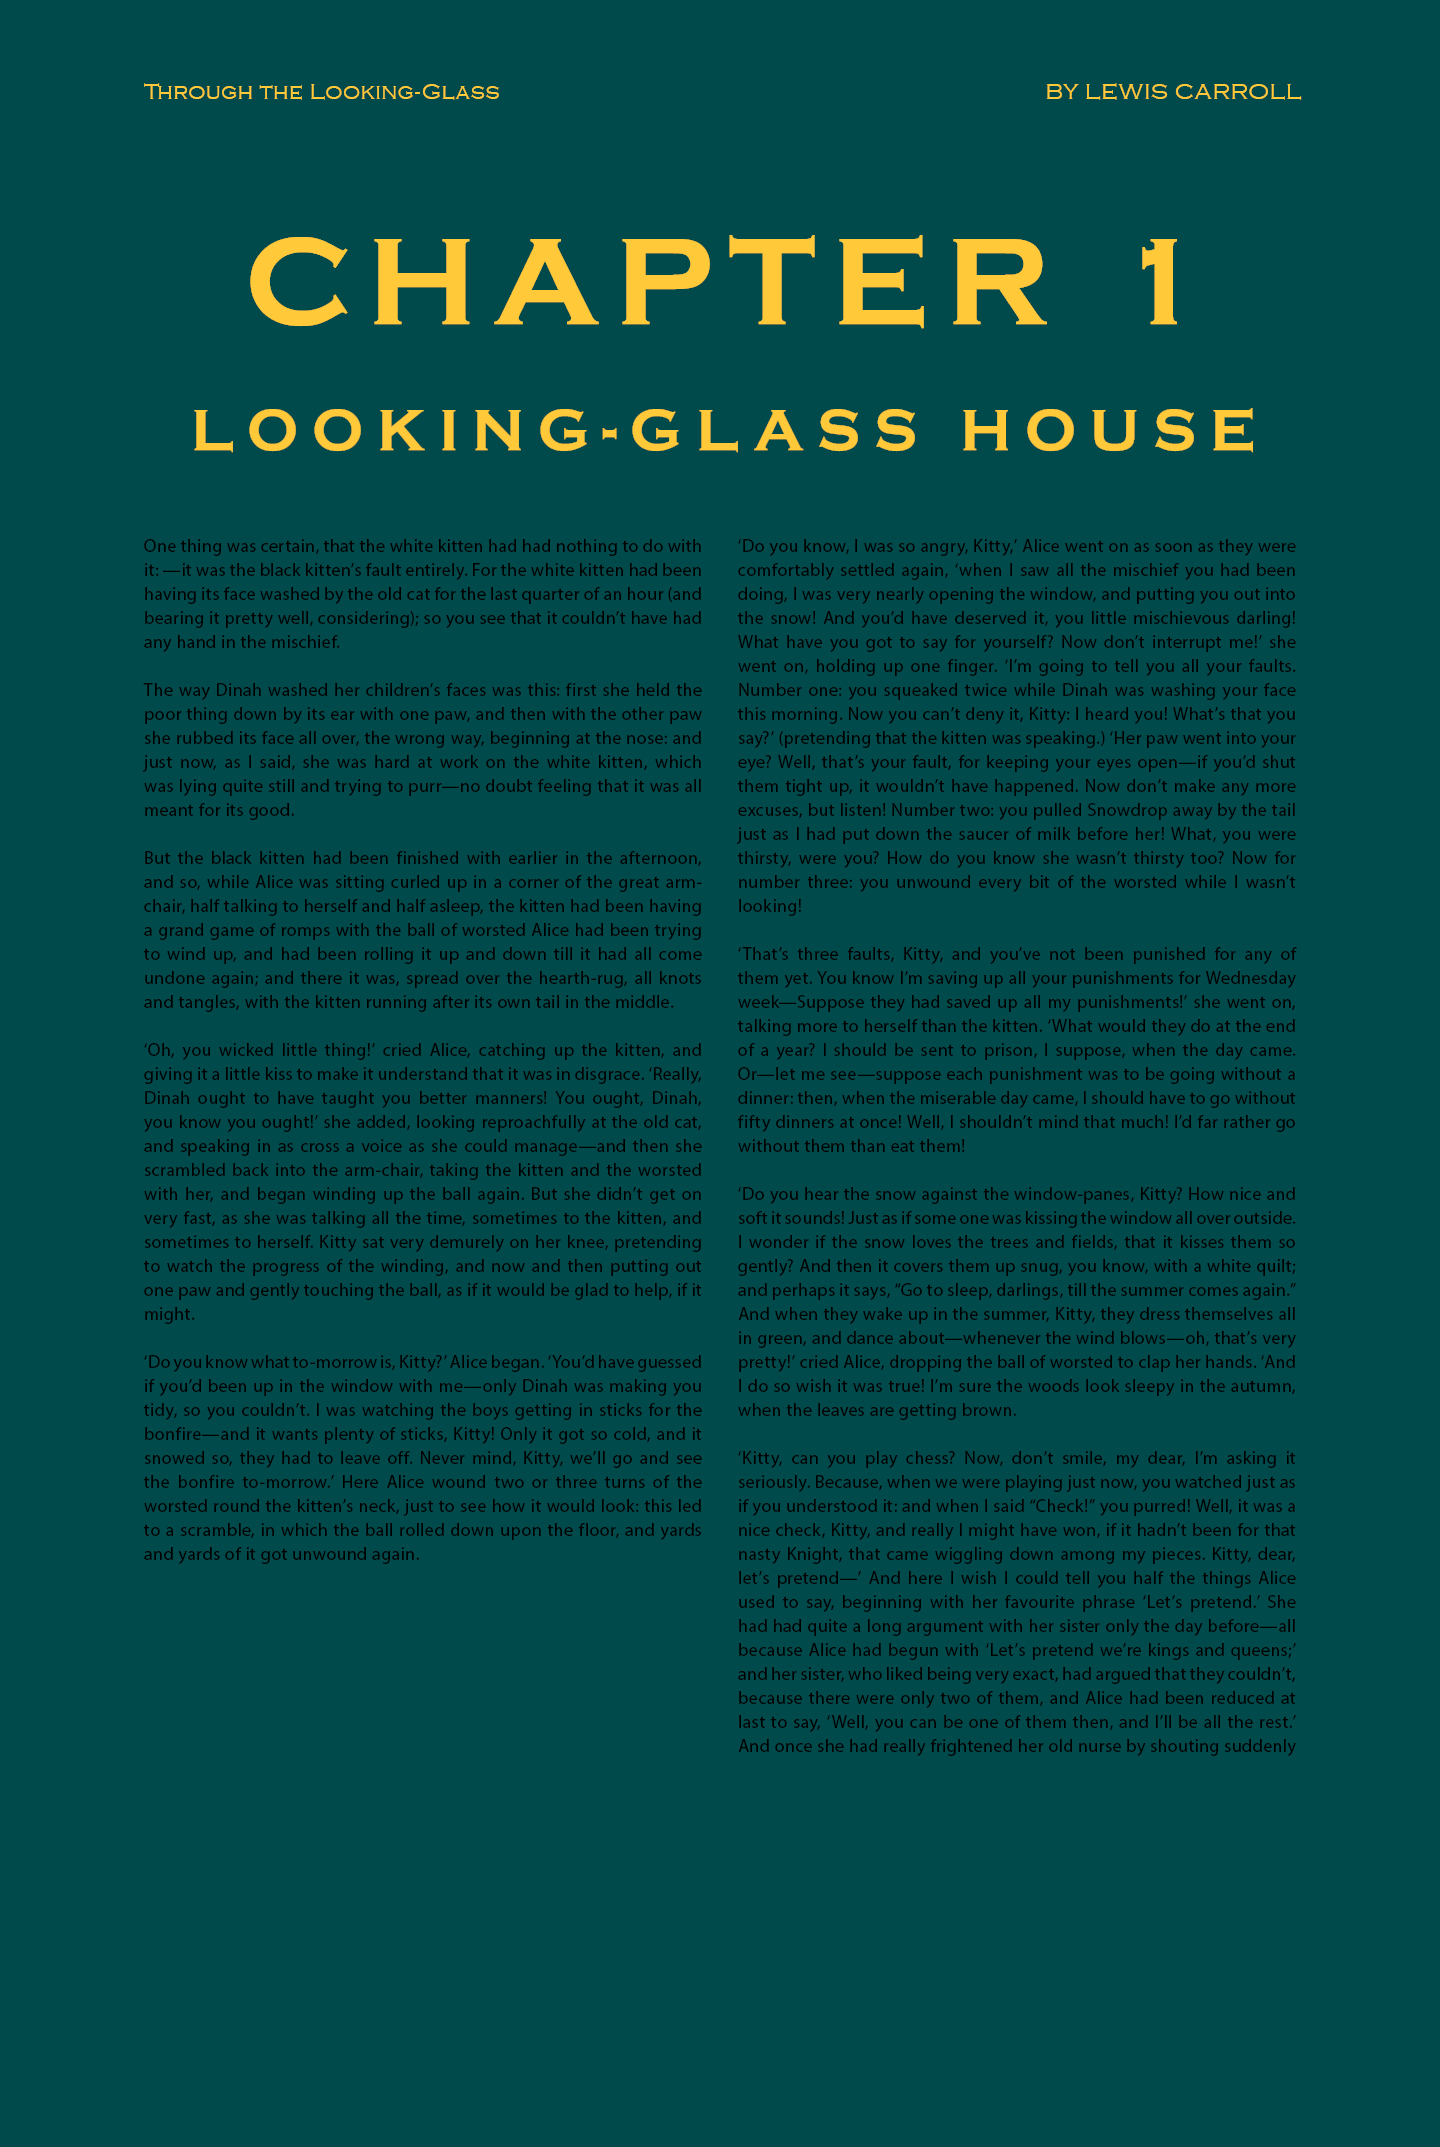 Through the Looking-Glass
BY LEWIS CARROLL
CHAPTER 1
LOOKING-GLASS HOUSE
One thing was certain, that the white kitten had had nothing to do with
it: —it was the black kitten’s fault entirely. For the white kitten had been
having its face washed by the old cat for the last quarter of an hour (and
bearing it pretty well, considering); so you see that it couldn’t have had
any hand in the mischief.
The way Dinah washed her children’s faces was this: first she held the
poor thing down by its ear with one paw, and then with the other paw
she rubbed its face all over, the wrong way, beginning at the nose: and
just now, as I said, she was hard at work on the white kitten, which
was lying quite still and trying to purr—no doubt feeling that it was all
meant for its good.
But the black kitten had been finished with earlier in the afternoon,
and so, while Alice was sitting curled up in a corner of the great arm-
chair, half talking to herself and half asleep, the kitten had been having
a grand game of romps with the ball of worsted Alice had been trying
to wind up, and had been rolling it up and down till it had all come
undone again; and there it was, spread over the hearth-rug, all knots
and tangles, with the kitten running after its own tail in the middle.
‘Oh, you wicked little thing!’ cried Alice, catching up the kitten, and
giving it a little kiss to make it understand that it was in disgrace. ‘Really,
Dinah ought to have taught you better manners! You ought, Dinah,
you know you ought!’ she added, looking reproachfully at the old cat,
and speaking in as cross a voice as she could manage—and then she
scrambled back into the arm-chair, taking the kitten and the worsted
with her, and began winding up the ball again. But she didn’t get on
very fast, as she was talking all the time, sometimes to the kitten, and
sometimes to herself. Kitty sat very demurely on her knee, pretending
to watch the progress of the winding, and now and then putting out
one paw and gently touching the ball, as if it would be glad to help, if it
might.
‘Do you know what to-morrow is, Kitty?’ Alice began. ‘You’d have guessed
if you’d been up in the window with me—only Dinah was making you
tidy, so you couldn’t. I was watching the boys getting in sticks for the
bonfire—and it wants plenty of sticks, Kitty! Only it got so cold, and it
snowed so, they had to leave off. Never mind, Kitty, we’ll go and see
the bonfire to-morrow.’ Here Alice wound two or three turns of the
worsted round the kitten’s neck, just to see how it would look: this led
to a scramble, in which the ball rolled down upon the floor, and yards
and yards of it got unwound again.
‘Do you know, I was so angry, Kitty,’ Alice went on as soon as they were
comfortably settled again, ‘when I saw all the mischief you had been
doing, I was very nearly opening the window, and putting you out into
the snow! And you’d have deserved it, you little mischievous darling!
What have you got to say for yourself? Now don’t interrupt me!’ she
went on, holding up one finger. ‘I’m going to tell you all your faults.
Number one: you squeaked twice while Dinah was washing your face
this morning. Now you can’t deny it, Kitty: I heard you! What’s that you
say?’ (pretending that the kitten was speaking.) ‘Her paw went into your
eye? Well, that’s your fault, for keeping your eyes open—if you’d shut
them tight up, it wouldn’t have happened. Now don’t make any more
excuses, but listen! Number two: you pulled Snowdrop away by the tail
just as I had put down the saucer of milk before her! What, you were
thirsty, were you? How do you know she wasn’t thirsty too? Now for
number three: you unwound every bit of the worsted while I wasn’t
looking!
‘That’s three faults, Kitty, and you’ve not been punished for any of
them yet. You know I’m saving up all your punishments for Wednesday
week—Suppose they had saved up all my punishments!’ she went on,
talking more to herself than the kitten. ‘What would they do at the end
of a year? I should be sent to prison, I suppose, when the day came.
Or—let me see—suppose each punishment was to be going without a
dinner: then, when the miserable day came, I should have to go without
fifty dinners at once! Well, I shouldn’t mind that much! I’d far rather go
without them than eat them!
‘Do you hear the snow against the window-panes, Kitty? How nice and
soft it sounds! Just as if some one was kissing the window all over outside.
I wonder if the snow loves the trees and fields, that it kisses them so
gently? And then it covers them up snug, you know, with a white quilt;
and perhaps it says, “Go to sleep, darlings, till the summer comes again.”
And when they wake up in the summer, Kitty, they dress themselves all
in green, and dance about—whenever the wind blows—oh, that’s very
pretty!’ cried Alice, dropping the ball of worsted to clap her hands. ‘And
I do so wish it was true! I’m sure the woods look sleepy in the autumn,
when the leaves are getting brown.
‘Kitty, can you play chess? Now, don’t smile, my dear, I’m asking it
seriously. Because, when we were playing just now, you watched just as
if you understood it: and when I said “Check!” you purred! Well, it was a
nice check, Kitty, and really I might have won, if it hadn’t been for that
nasty Knight, that came wiggling down among my pieces. Kitty, dear,
let’s pretend—’ And here I wish I could tell you half the things Alice
used to say, beginning with her favourite phrase ‘Let’s pretend.’ She
had had quite a long argument with her sister only the day before—all
because Alice had begun with ‘Let’s pretend we’re kings and queens;’
and her sister, who liked being very exact, had argued that they couldn’t,
because there were only two of them, and Alice had been reduced at
last to say, ‘Well, you can be one of them then, and I’ll be all the rest.’
And once she had really frightened her old nurse by shouting suddenly